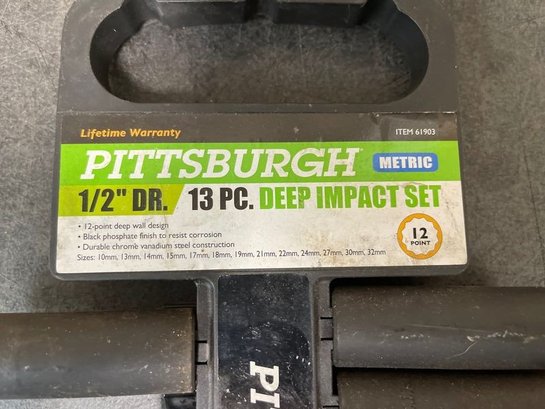 Lifetime Warranty
ITEM 61903
PITTSBURGH
METRIC
1/2" DR. / 13 PC. DEEP IMPACT SET
• 12-point deep wall design
• Black phosphate finish to resist corrosion
• Durable chrome vanadium steel construction
Sizes: 10mm, 13mm, 14mm, 15mm, 17mm, 18mm, 19mm, 21mm, 22mm, 24mm, 27mm, 30mm, 32mm
12
POINT
PI